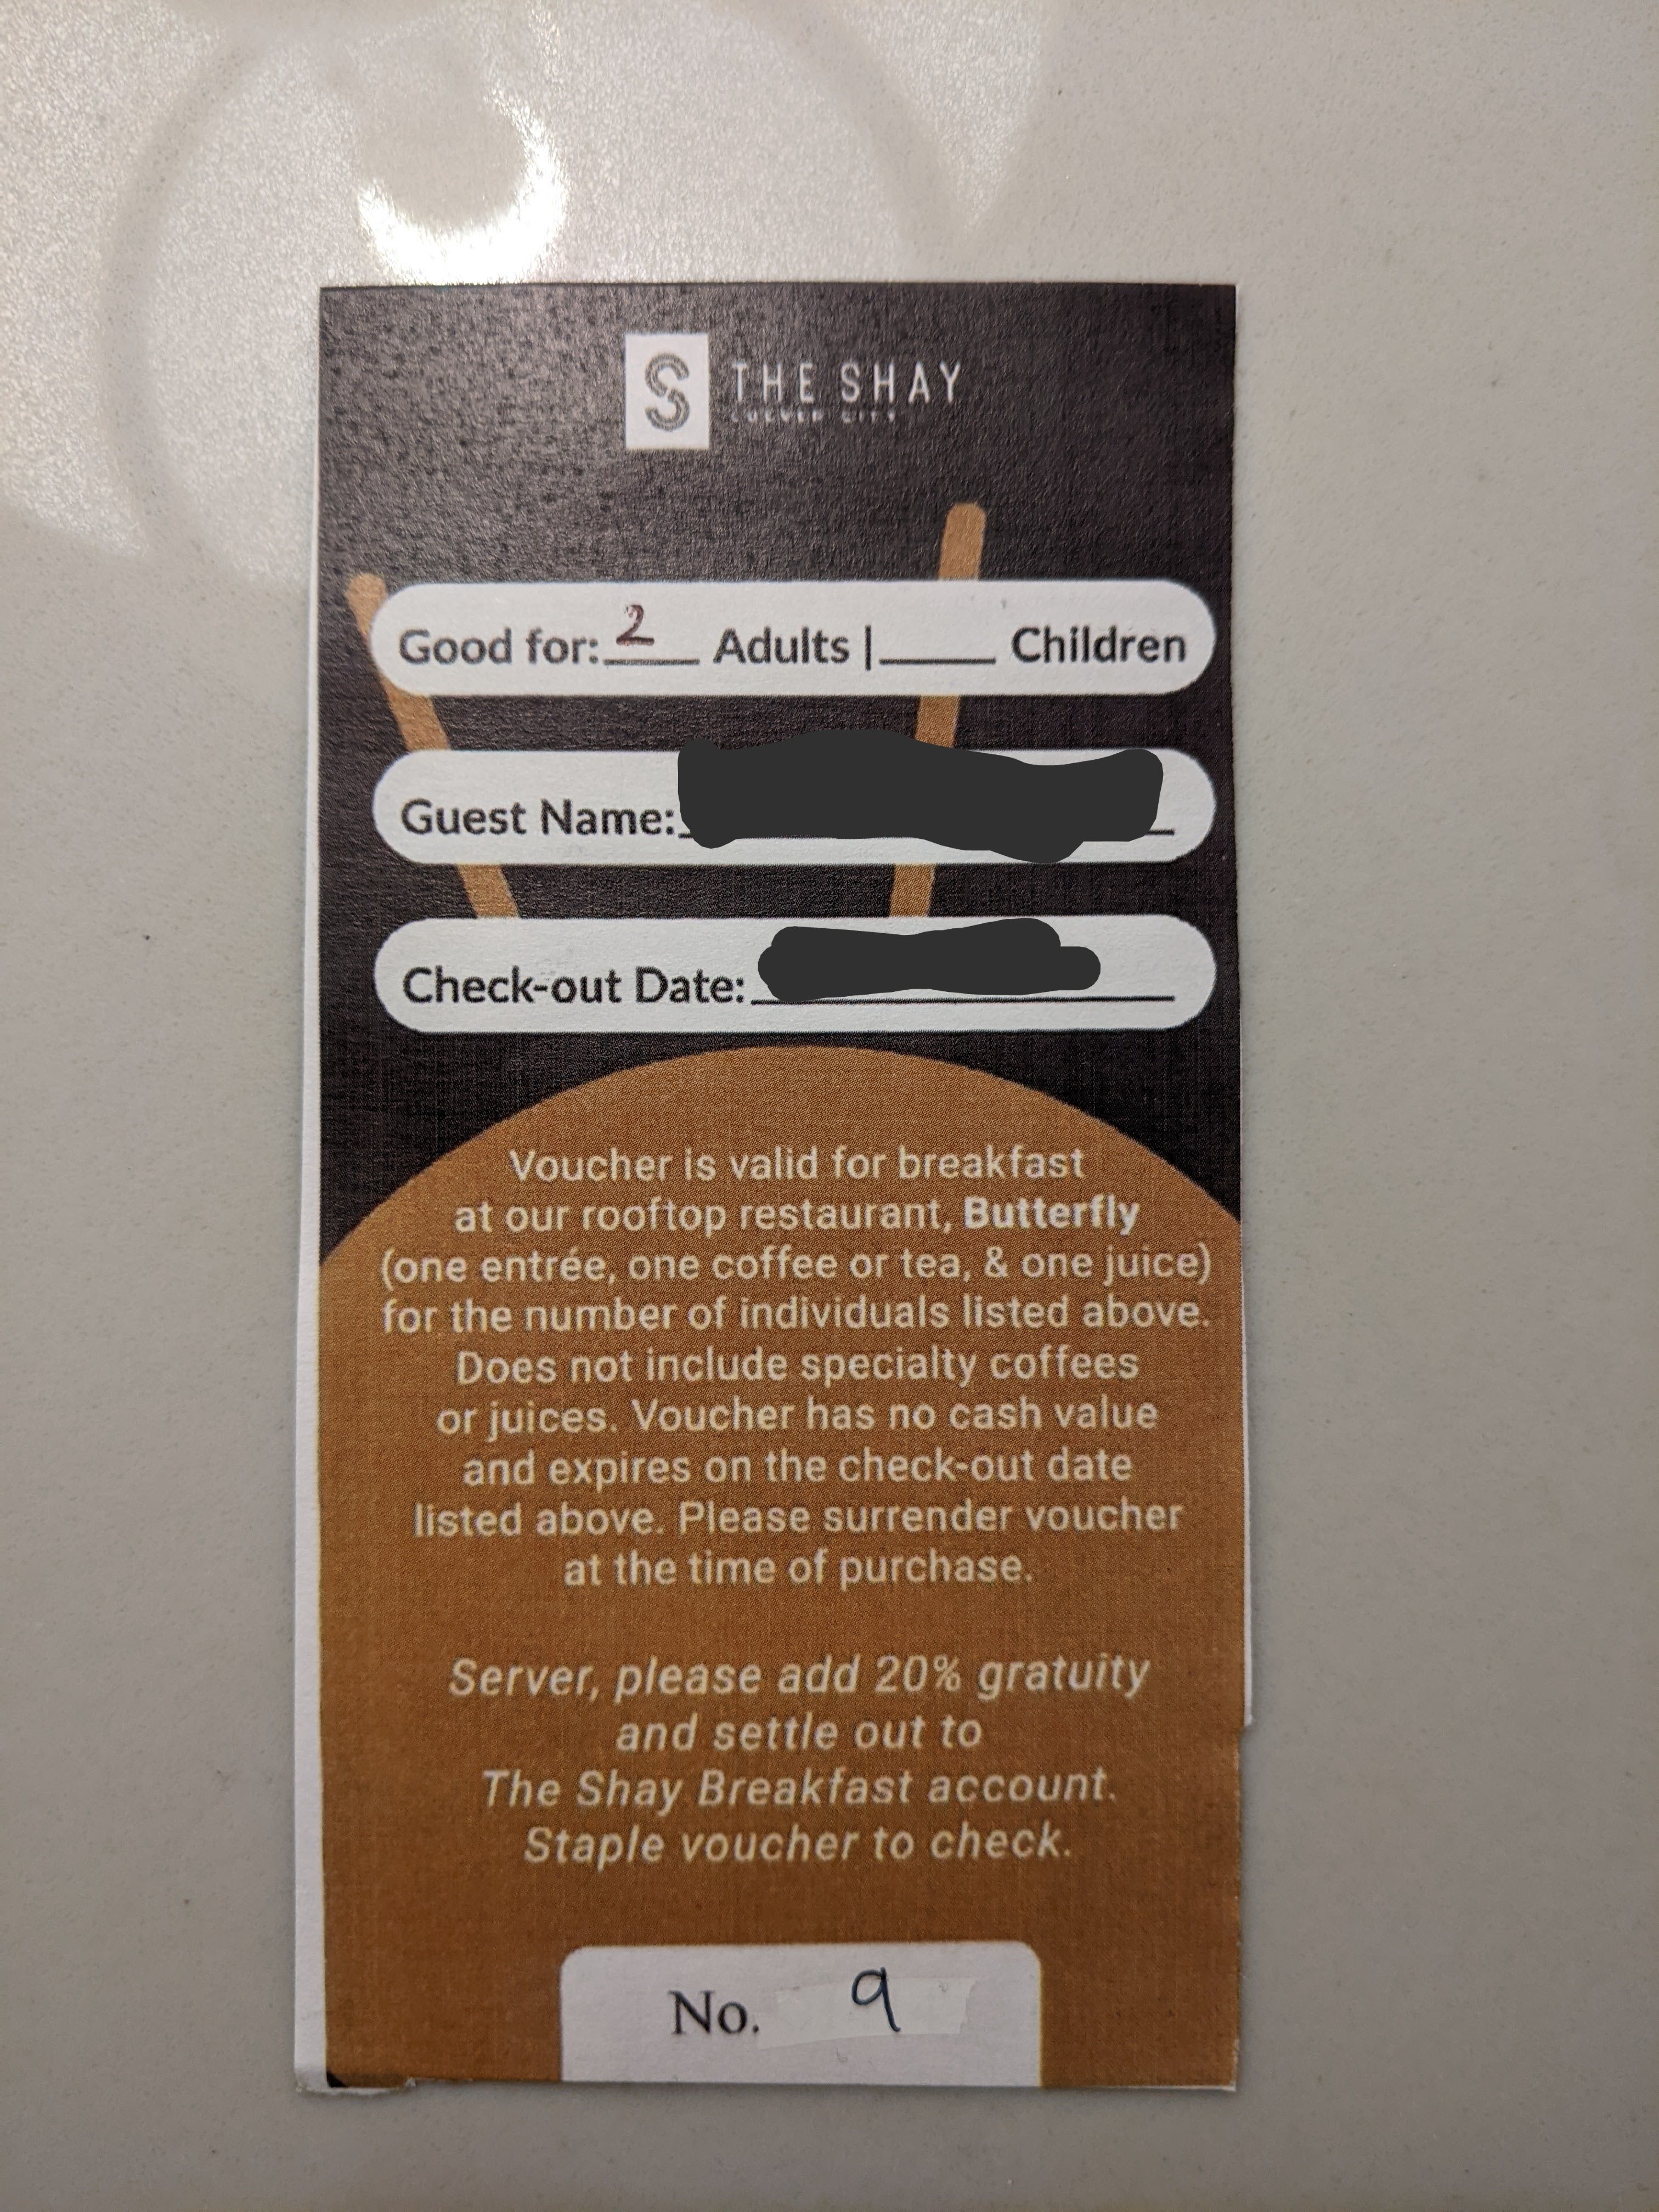 S THE SHAY
CULVER CITY
Good for: 2 Adults | ____ Children
Guest Name:
Check-out Date:
Voucher is valid for breakfast
at our rooftop restaurant, Butterfly
(one entrée, one coffee or tea, & one juice)
for the number of individuals listed above.
Does not include specialty coffees
or juices. Voucher has no cash value
and expires on the check-out date
listed above. Please surrender voucher
at the time of purchase.
Server, please add 20% gratuity
and settle out to
The Shay Breakfast account.
Staple voucher to check.
No. 9